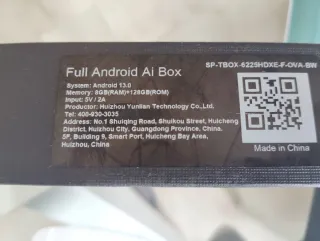 Full Android Ai Box
SP-TBOX-6225HDXE-F-OVA-BW
System: Android 13.0
Memory: 8GB(RAM)+128GB(ROM)
Input: 5V / 2A
Productor: Huizhou Yunlian Technology Co.,Ltd.
Tel: 400-930-3035
Address: No.1 Shuiqing Road, Shuikou Street, Huicheng
District, Huizhou City, Guangdong Province, China.
5F, Building 9, Smart Port, Huicheng Bay Area,
Huizhou, China
Made in China